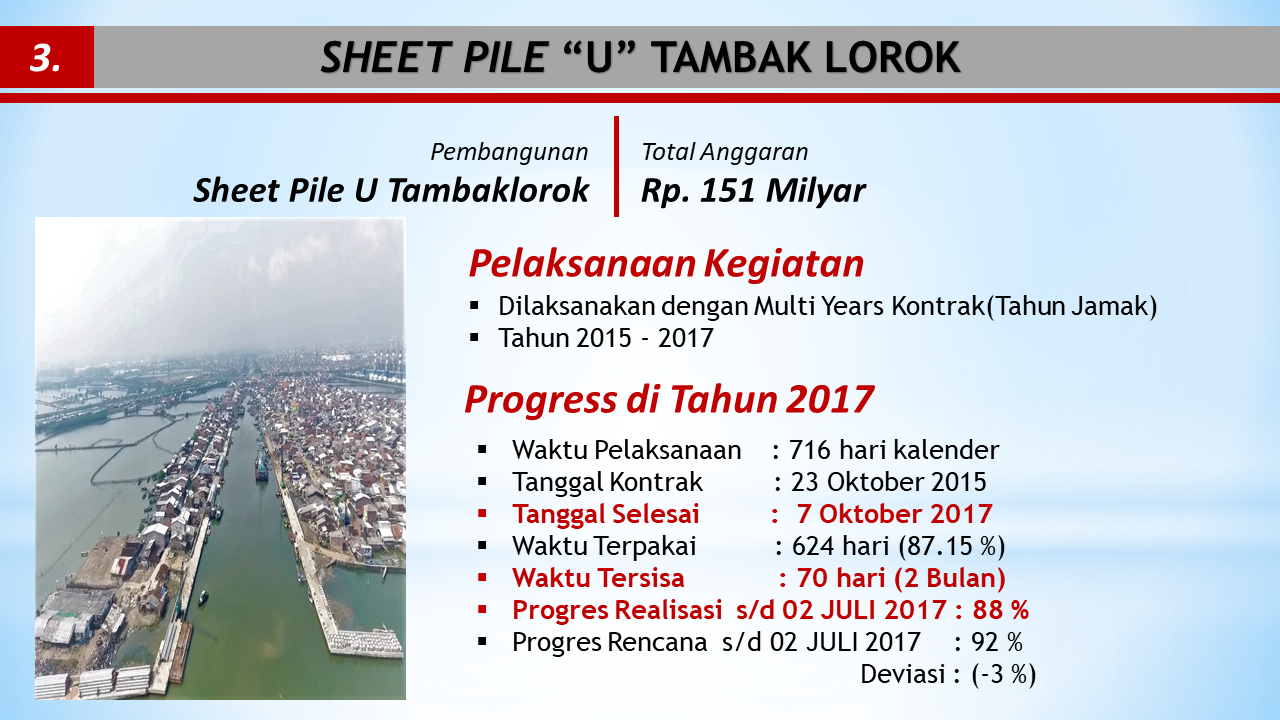 3.
SHEET PILE “U” TAMBAK LOROK
Pembangunan
Sheet Pile U Tambaklorok
Total Anggaran
Rp. 151 Milyar
Pelaksanaan Kegiatan
▪ Dilaksanakan dengan Multi Years Kontrak(Tahun Jamak)
▪ Tahun 2015 - 2017
Progress di Tahun 2017
▪ Waktu Pelaksanaan : 716 hari kalender
▪ Tanggal Kontrak : 23 Oktober 2015
▪ Tanggal Selesai : 7 Oktober 2017
▪ Waktu Terpakai : 624 hari (87.15 %)
▪ Waktu Tersisa : 70 hari (2 Bulan)
▪ Progres Realisasi s/d 02 JULI 2017 : 88 %
▪ Progres Rencana s/d 02 JULI 2017 : 92 %
Deviasi : (-3 %)